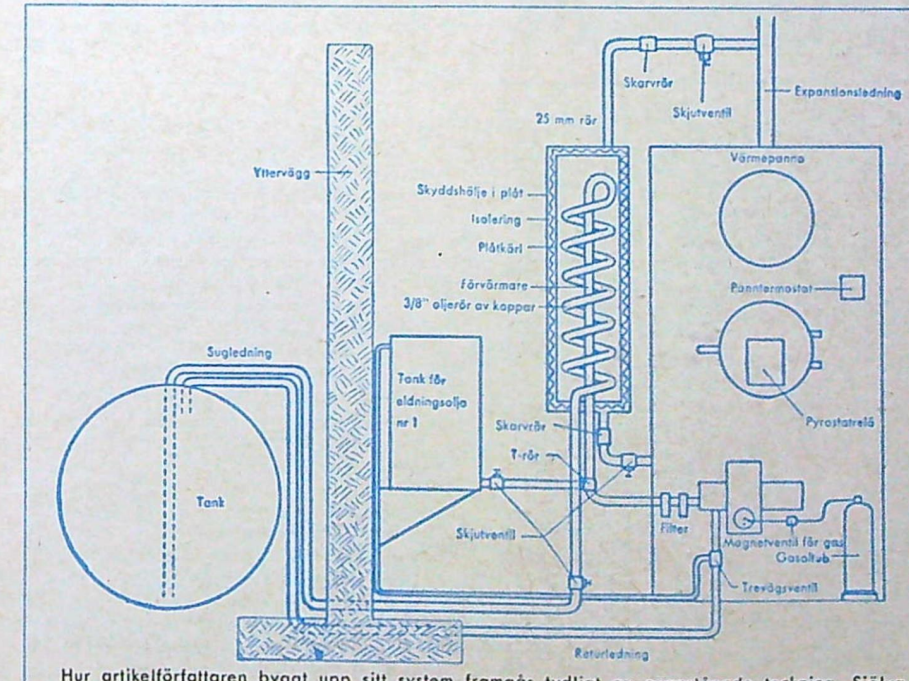 Skarvrör
Skjutventil
Expansionsledning
25 mm rör
Värmepanna
Yttervägg
Skyddshölje i plåt
Isolering
Plåtkärl
Förvärmare
3/8" oljerör av koppar
Panntermostat
Sugledning
Tank för
eldningsolja
nr 1
Pyrostatrelä
Skarvrör
T-rör
Tank
Skjutventil
Filter
Magnetventil för gas
Gasoltub
Trevägsventil
Returledning
Hur artikelförfattaren byggt upp sitt system framgår tydligt av